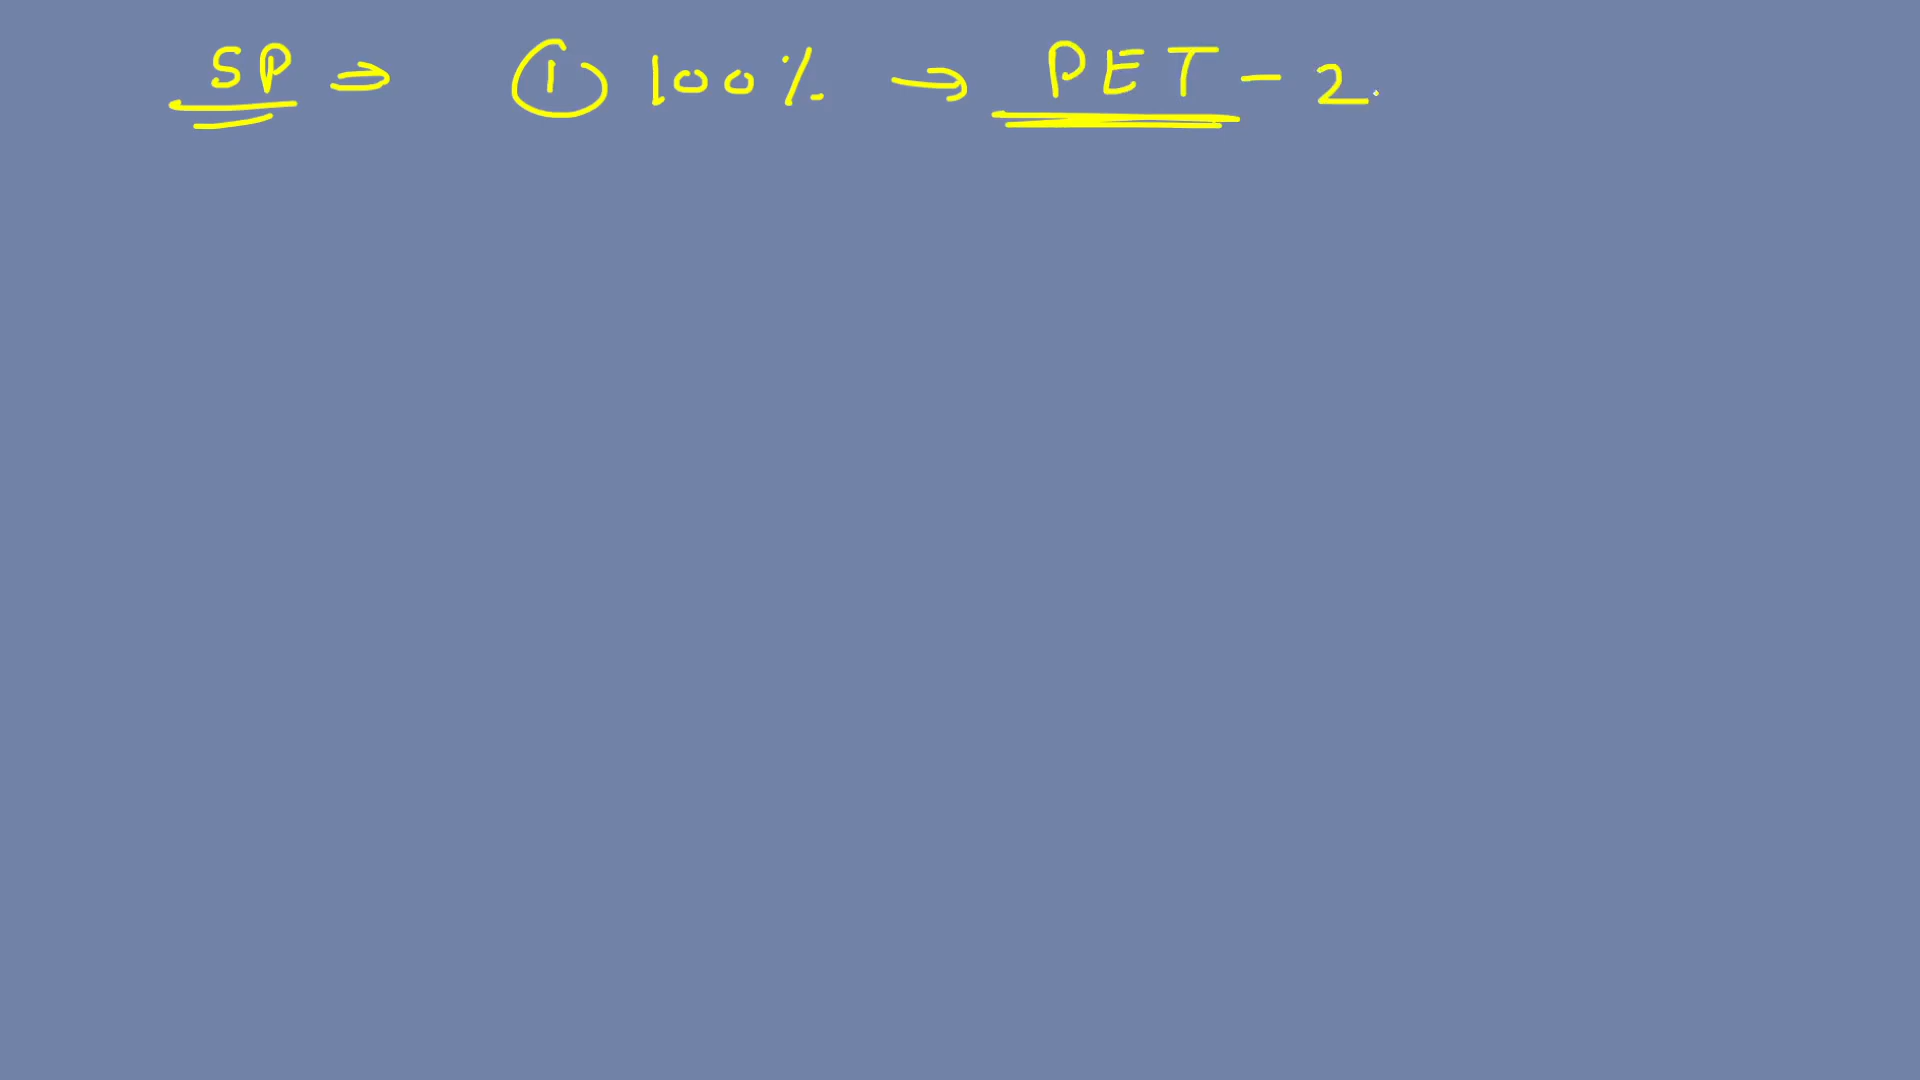 SP ⇒ ① 100% → PET - 2.